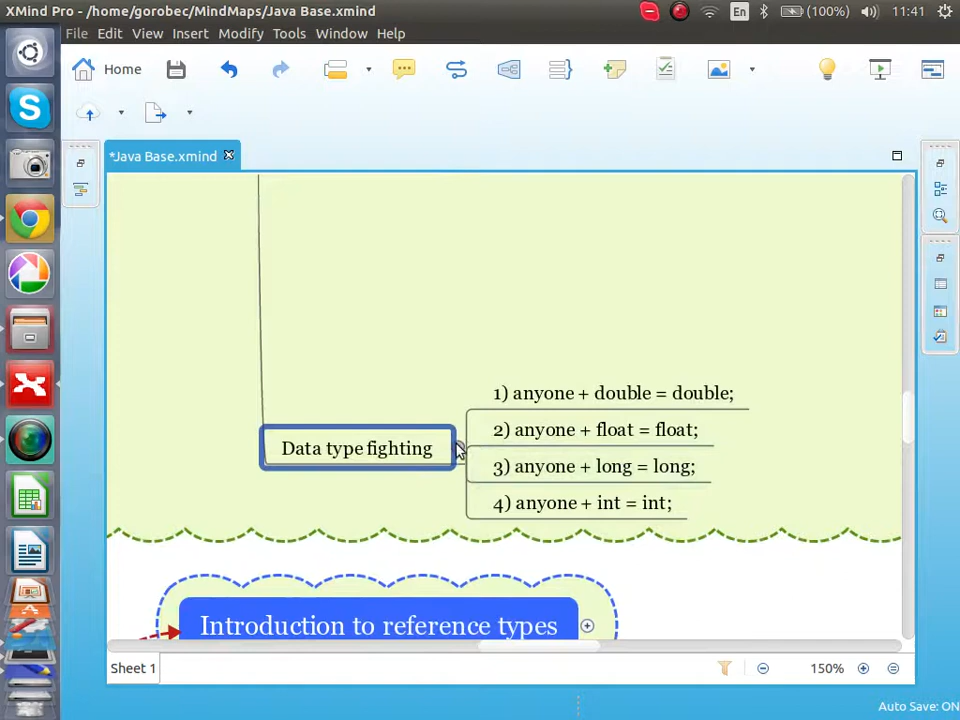 XMind Pro - /home/gorobec/MindMaps/Java Base.xmind
En
(100%)
11:41
File Edit View Insert Modify Tools Window Help
Home
*Java Base.xmind
1) anyone + double = double;
2) anyone + float = float;
Data type fighting
3) anyone + long = long;
4) anyone + int = int;
Introduction to reference types
Sheet 1
150%
Auto Save: ON